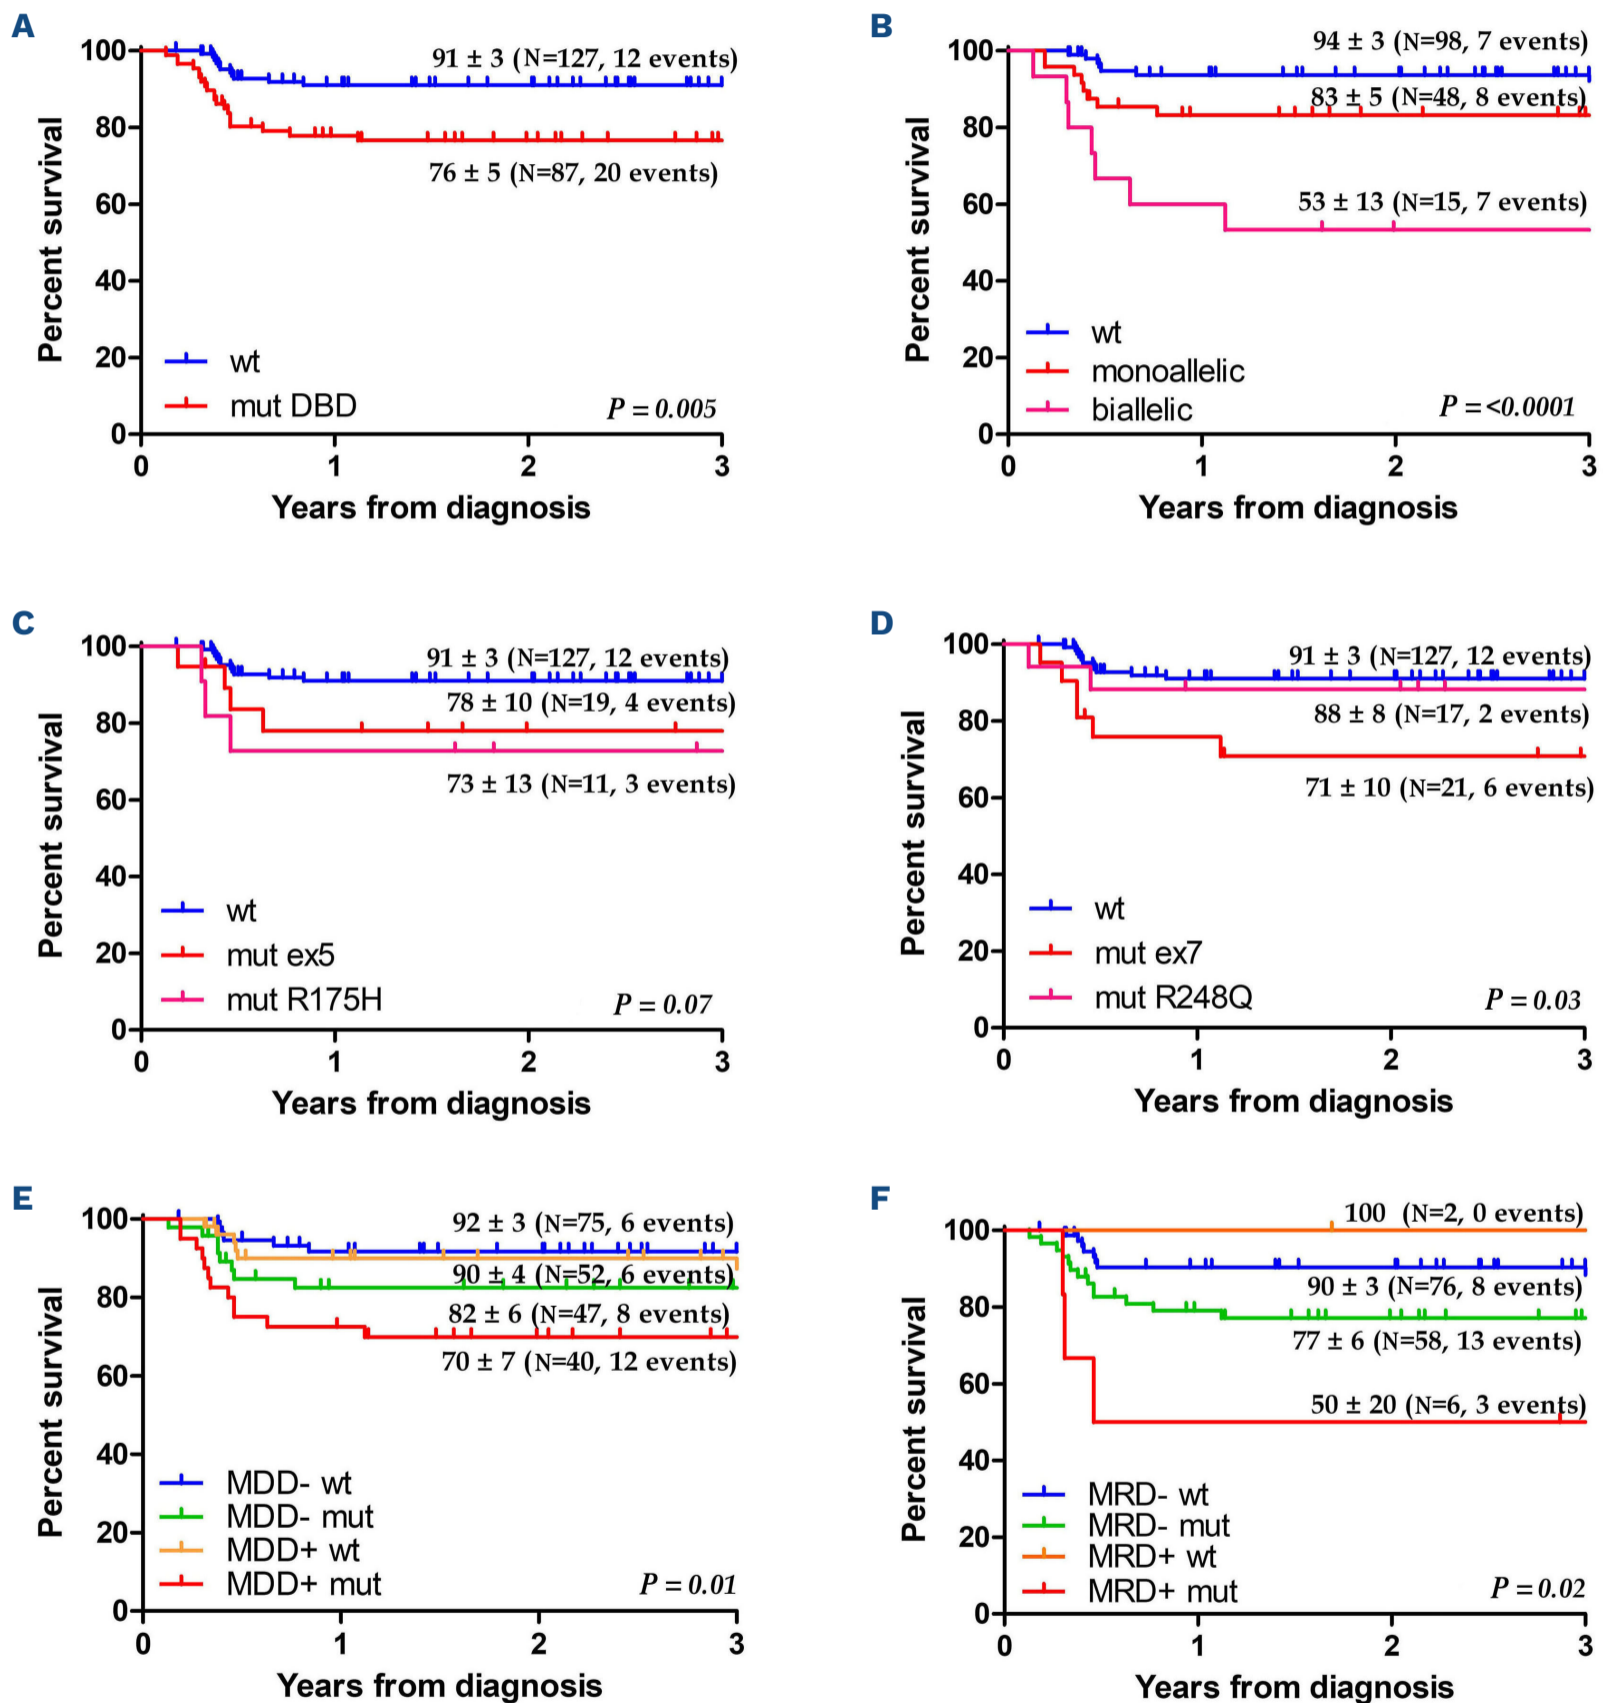 A
100
80
60
40
20
0
Percent survival
91 ± 3 (N=127, 12 events)
76 ± 5 (N=87, 20 events)
wt
mut DBD
P = 0.005
0 1 2 3
Years from diagnosis
B
100
80
60
40
20
0
Percent survival
94 ± 3 (N=98, 7 events)
83 ± 5 (N=48, 8 events)
53 ± 13 (N=15, 7 events)
wt
monoallelic
biallelic
P = <0.0001
0 1 2 3
Years from diagnosis
C
100
80
60
40
20
0
Percent survival
91 ± 3 (N=127, 12 events)
78 ± 10 (N=19, 4 events)
73 ± 13 (N=11, 3 events)
wt
mut ex5
mut R175H
P = 0.07
0 1 2 3
Years from diagnosis
D
100
80
60
40
20
0
Percent survival
91 ± 3 (N=127, 12 events)
88 ± 8 (N=17, 2 events)
71 ± 10 (N=21, 6 events)
wt
mut ex7
mut R248Q
P = 0.03
0 1 2 3
Years from diagnosis
E
100
80
60
40
20
0
Percent survival
92 ± 3 (N=75, 6 events)
90 ± 4 (N=52, 6 events)
82 ± 6 (N=47, 8 events)
70 ± 7 (N=40, 12 events)
MDD- wt
MDD- mut
MDD+ wt
MDD+ mut
P = 0.01
0 1 2 3
Years from diagnosis
F
100
80
60
40
20
0
Percent survival
100 (N=2, 0 events)
90 ± 3 (N=76, 8 events)
77 ± 6 (N=58, 13 events)
50 ± 20 (N=6, 3 events)
MRD- wt
MRD- mut
MRD+ wt
MRD+ mut
P = 0.02
0 1 2 3
Years from diagnosis